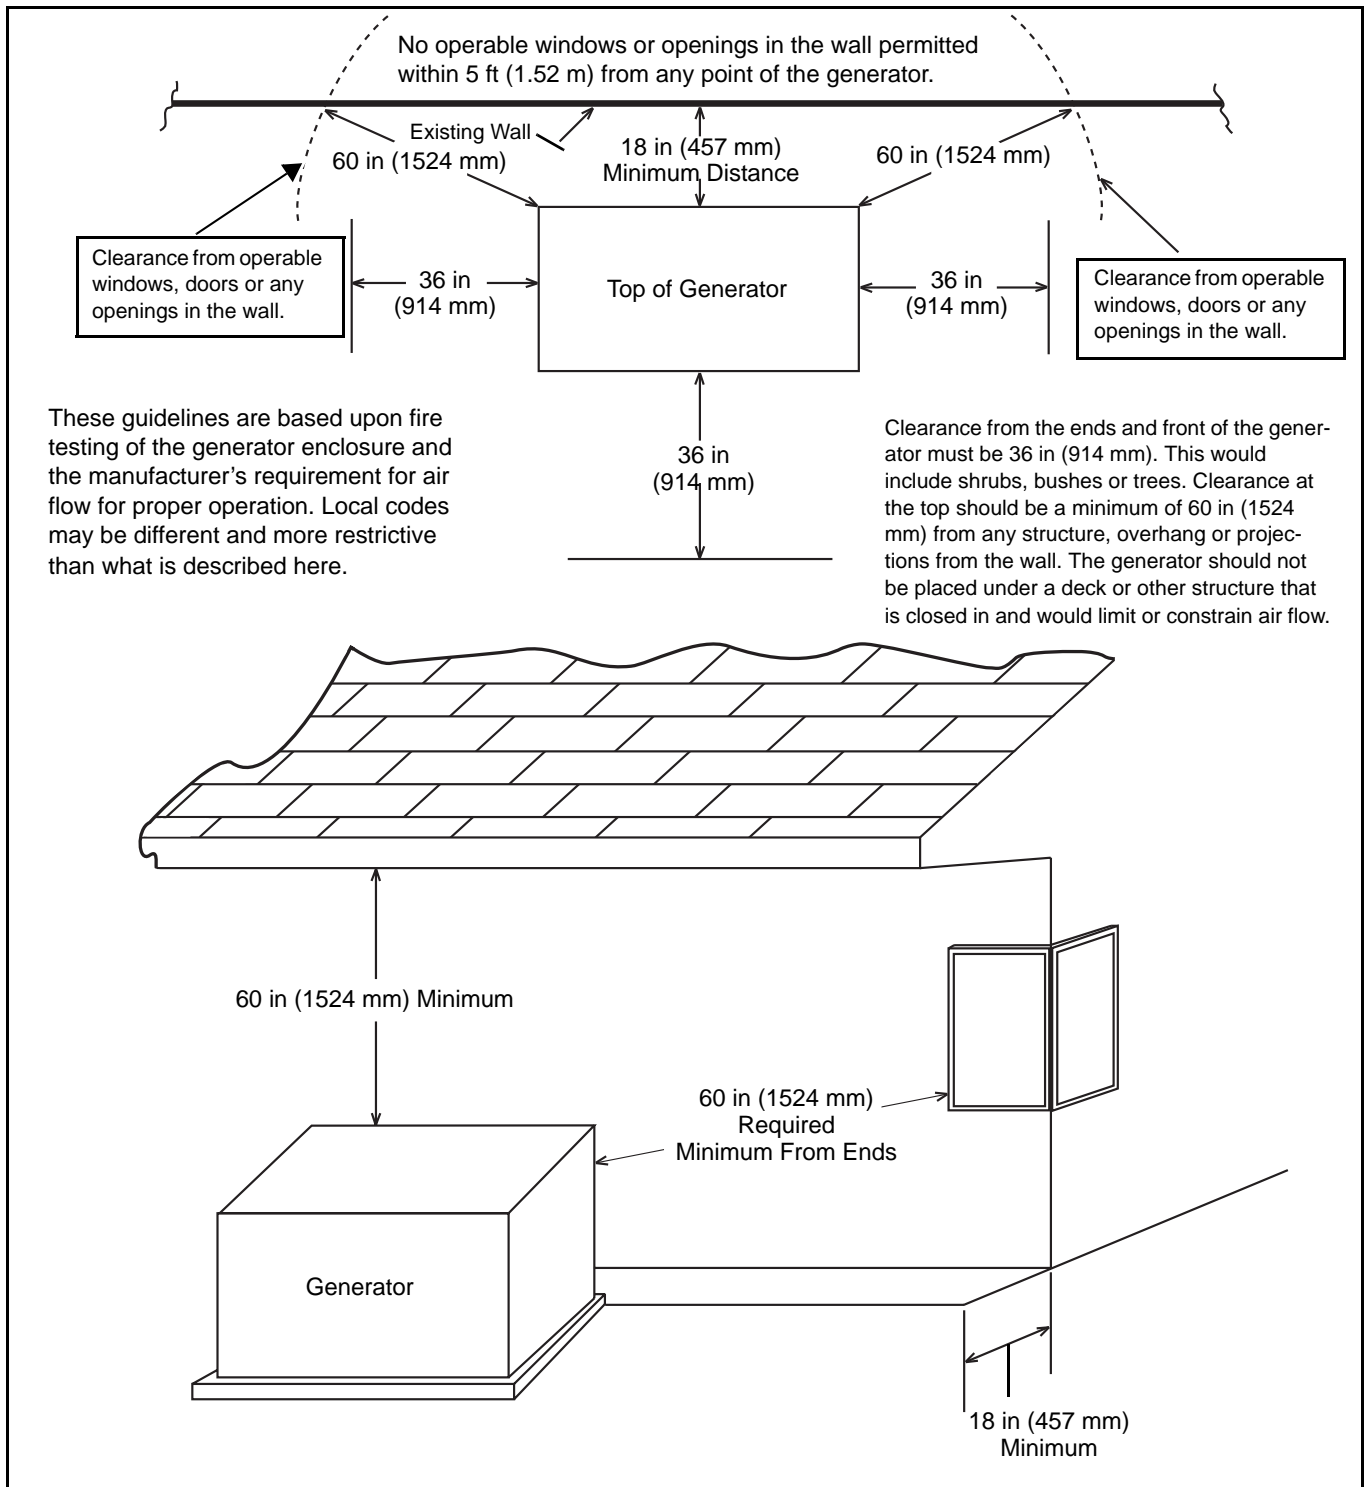 No operable windows or openings in the wall permitted
within 5 ft (1.52 m) from any point of the generator.
Existing Wall
60 in (1524 mm)
18 in (457 mm)
Minimum Distance
60 in (1524 mm)
Clearance from operable
windows, doors or any
openings in the wall.
36 in
(914 mm)
Top of Generator
36 in
(914 mm)
Clearance from operable
windows, doors or any
openings in the wall.
These guidelines are based upon fire
testing of the generator enclosure and
the manufacturer's requirement for air
flow for proper operation. Local codes
may be different and more restrictive
than what is described here.
36 in
(914 mm)
Clearance from the ends and front of the gener-
ator must be 36 in (914 mm). This would
include shrubs, bushes or trees. Clearance at
the top should be a minimum of 60 in (1524
mm) from any structure, overhang or projec-
tions from the wall. The generator should not
be placed under a deck or other structure that
is closed in and would limit or constrain air flow.
60 in (1524 mm) Minimum
60 in (1524 mm)
Required
Minimum From Ends
Generator
18 in (457 mm)
Minimum